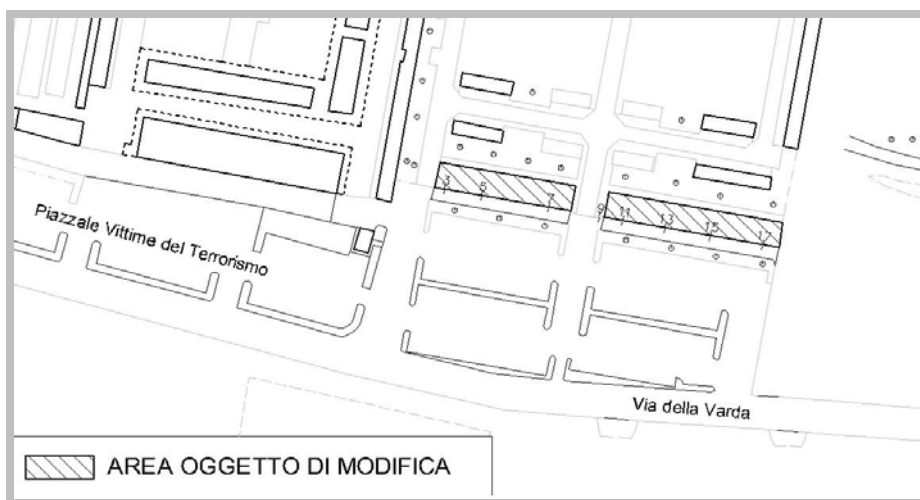 3 5 7 9 11 13 15 17
Piazzale Vittime del Terrorismo
Via della Varda
AREA OGGETTO DI MODIFICA